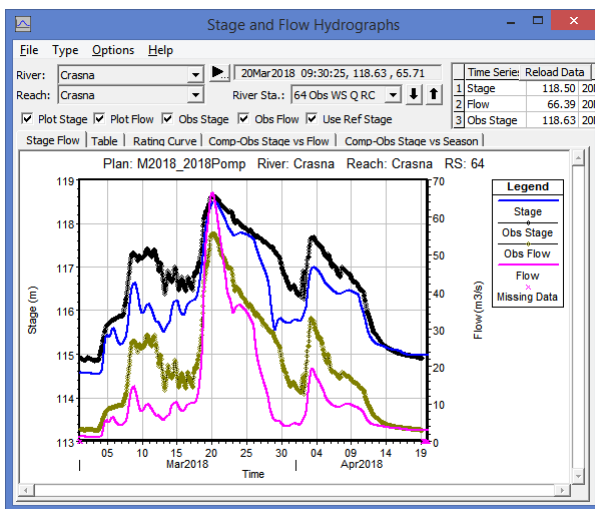 Stage and Flow Hydrographs
File Type Options Help
River: Crasna 20Mar2018 09:30:25, 118.63 , 65.71
Reach: Crasna River Sta.: 64 Obs WS Q RC
Plot Stage Plot Flow Obs Stage Obs Flow Use Ref Stage
Time Series Reload Data
1 Stage 118.50
2 Flow 66.39
3 Obs Stage 118.63
Stage Flow Table Rating Curve Comp-Obs Stage vs Flow Comp-Obs Stage vs Season
Plan: M2018_2018Pomp River: Crasna Reach: Crasna RS: 64
119
118
117
116
115
114
113
Stage (m)
70
60
50
40
30
20
10
0
Flow (m3/s)
Legend
Stage
Obs Stage
Obs Flow
Flow
Missing Data
05 10 15 20 25 30 04 09 14 19
Mar2018 Apr2018
Time